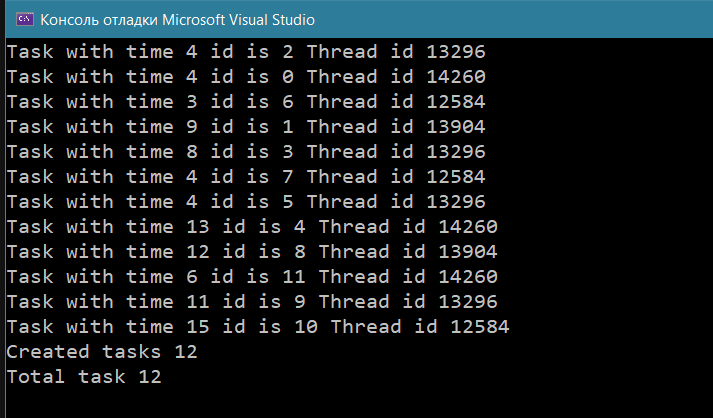 Консоль отладки Microsoft Visual Studio
Task with time 4 id is 2 Thread id 13296
Task with time 4 id is 0 Thread id 14260
Task with time 3 id is 6 Thread id 12584
Task with time 9 id is 1 Thread id 13904
Task with time 8 id is 3 Thread id 13296
Task with time 4 id is 7 Thread id 12584
Task with time 4 id is 5 Thread id 13296
Task with time 13 id is 4 Thread id 14260
Task with time 12 id is 8 Thread id 13904
Task with time 6 id is 11 Thread id 14260
Task with time 11 id is 9 Thread id 13296
Task with time 15 id is 10 Thread id 12584
Created tasks 12
Total task 12